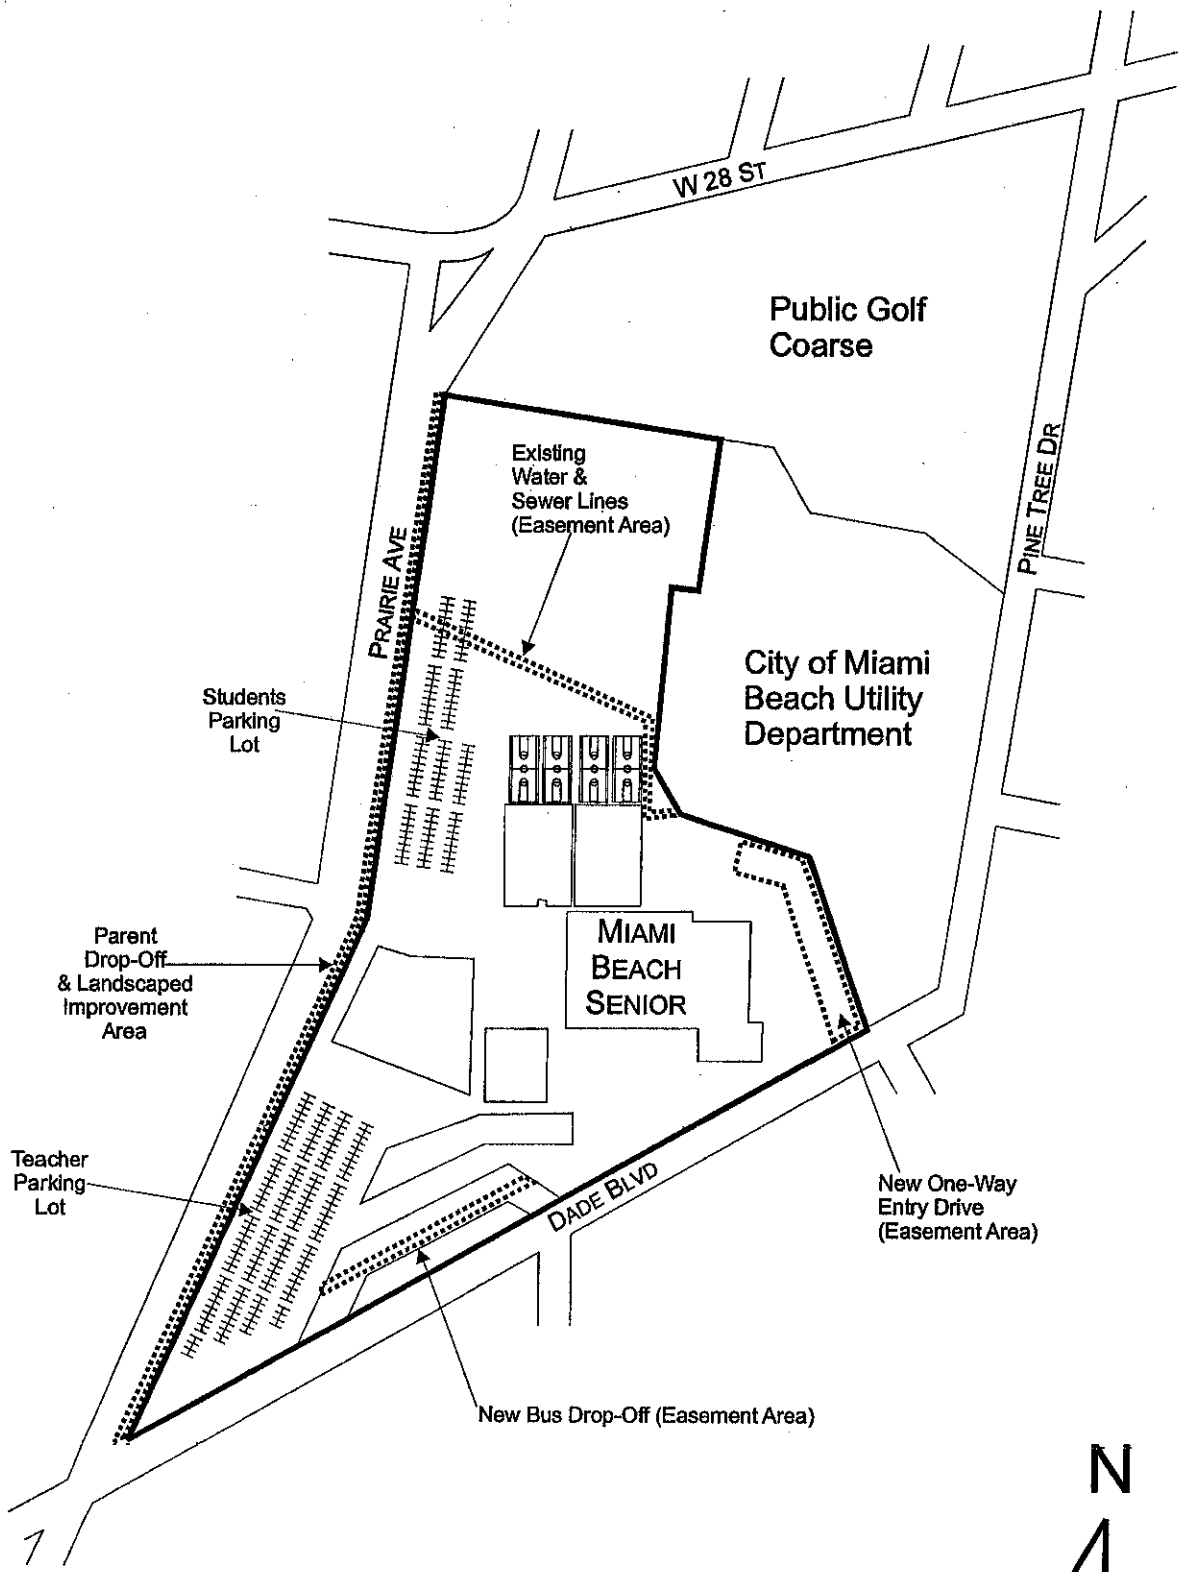 W 28 ST
Public Golf
Coarse
Existing
Water &
Sewer Lines
(Easement Area)
PRAIRIE AVE
PINE TREE DR
City of Miami
Beach Utility
Department
Students
Parking
Lot
MIAMI
BEACH
SENIOR
Parent
Drop-Off
& Landscaped
Improvement
Area
Teacher
Parking
Lot
DADE BLVD
New One-Way
Entry Drive
(Easement Area)
New Bus Drop-Off (Easement Area)
N